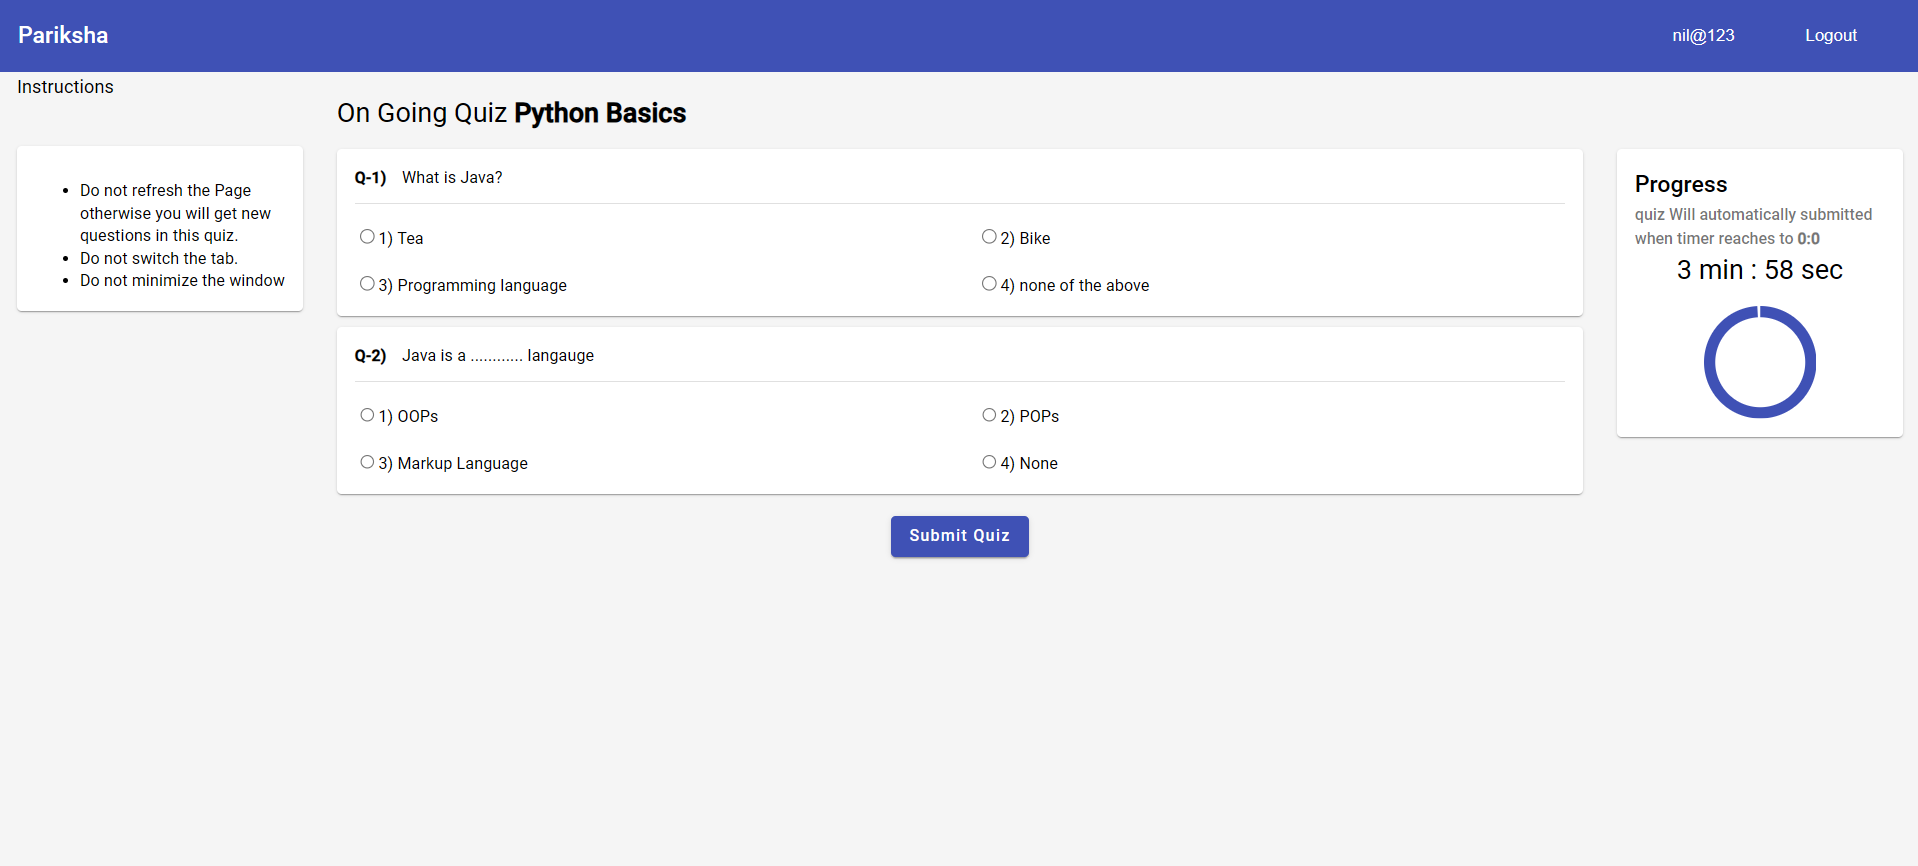 Pariksha
nil@123
Logout
Instructions
On Going Quiz Python Basics
Do not refresh the Page
otherwise you will get new
questions in this quiz.
Do not switch the tab.
Do not minimize the window
Q-1) What is Java?
1) Tea
2) Bike
3) Programming language
4) none of the above
Q-2) Java is a ............ langauge
1) OOPs
2) POPs
3) Markup Language
4) None
Submit Quiz
Progress
quiz Will automatically submitted
when timer reaches to 0:0
3 min : 58 sec